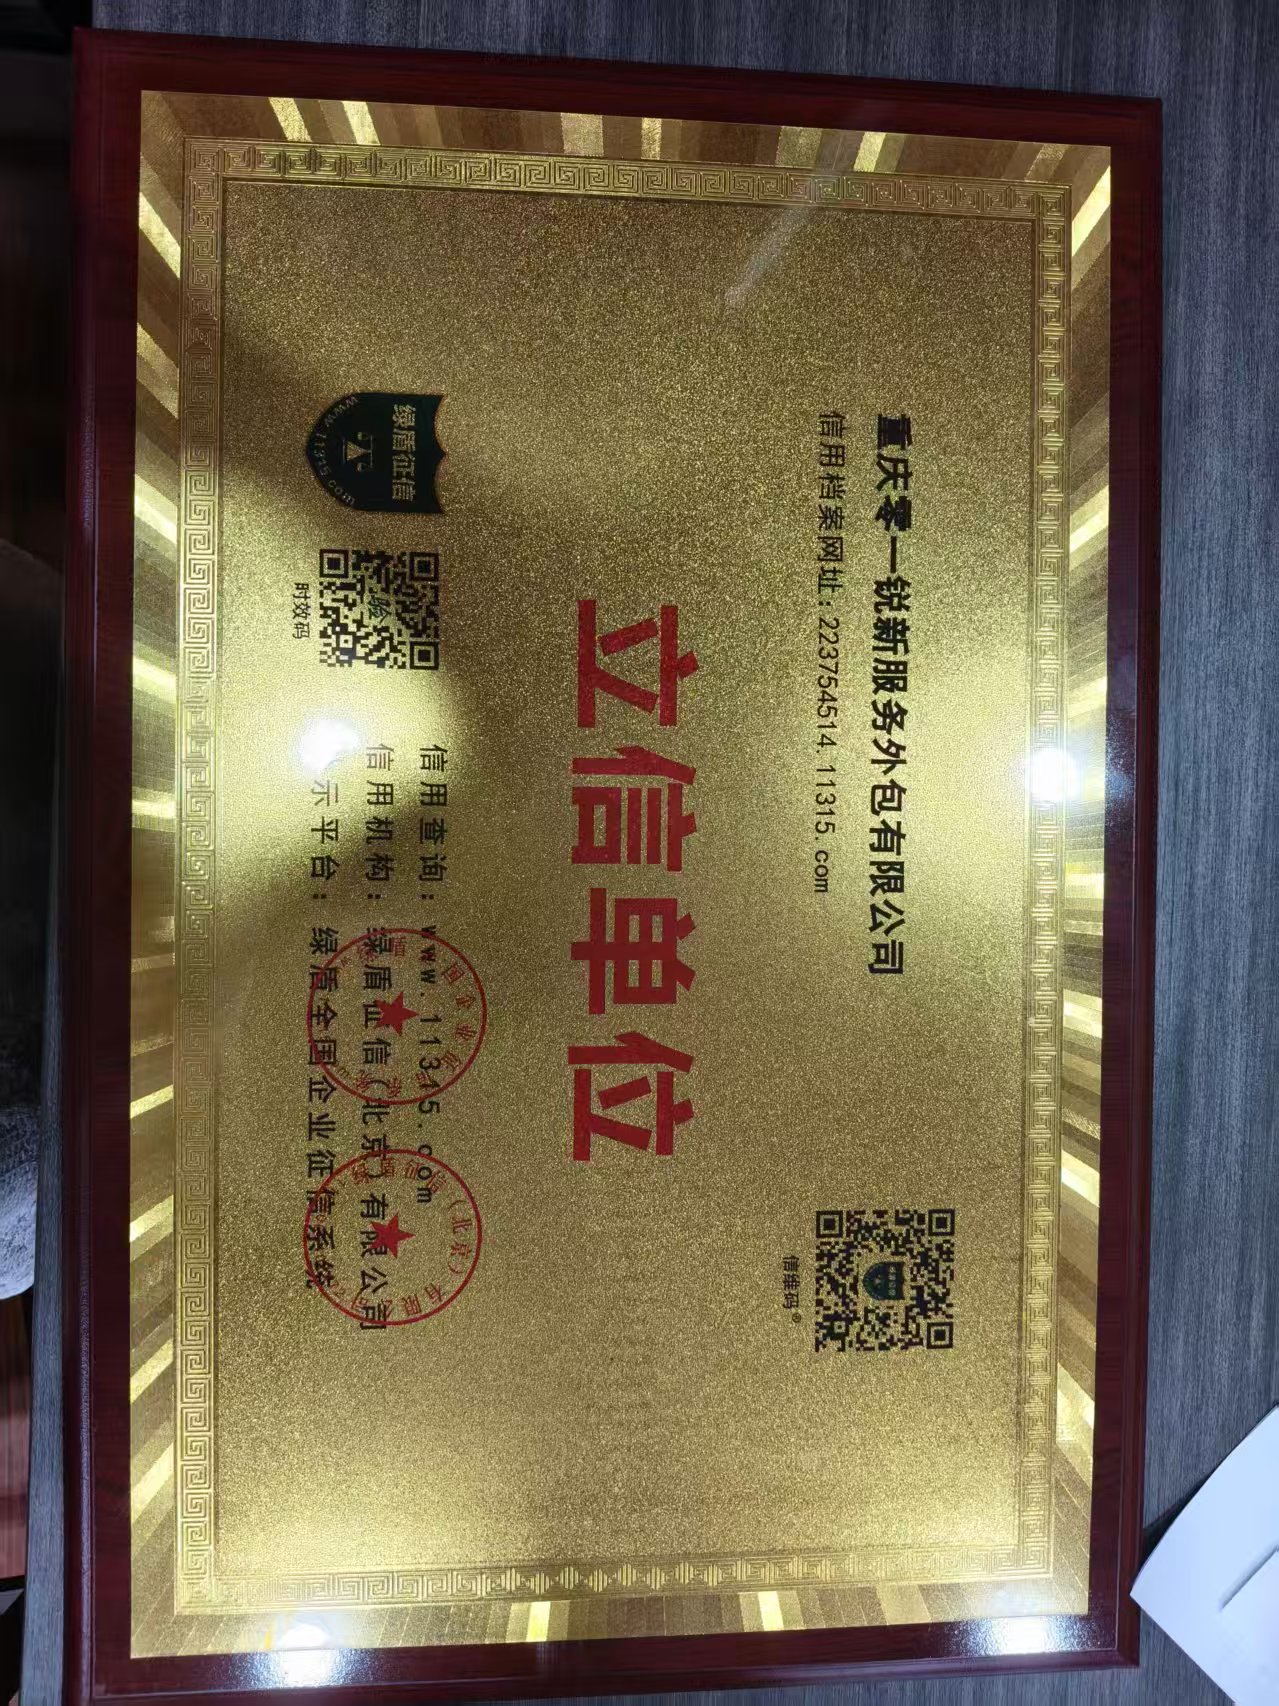 重庆零一锐新服务外包有限公司
信用档案网址：223754514.11315.com
信维码®
立信单位
绿盾征信
www.11315.com
验
时效码
信用查询：www.11315.com
信用机构：绿盾征信（北京）有限公司
示平台：绿盾全国企业征信系统